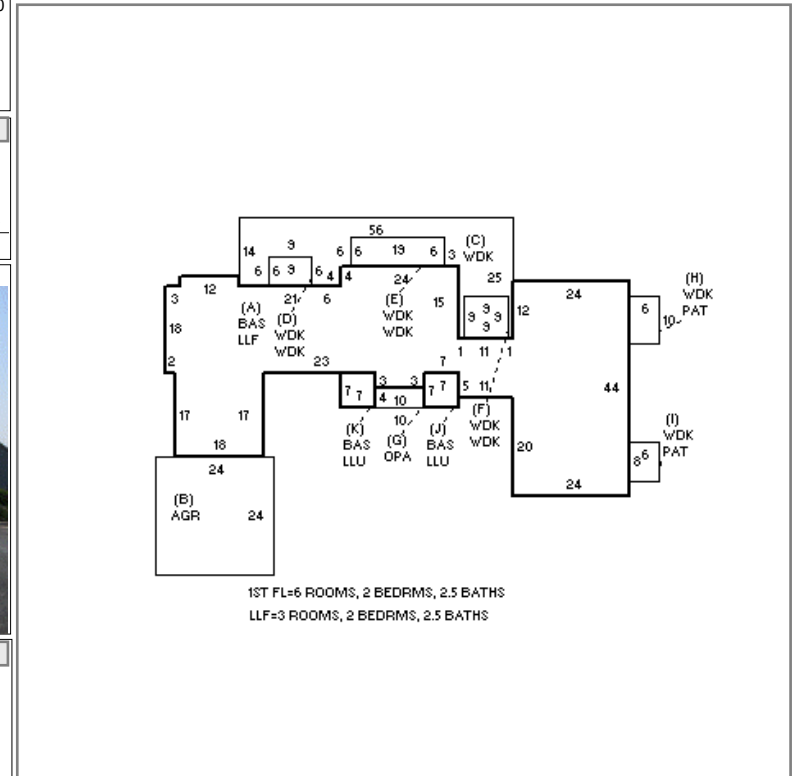 56
14
9
6
6
9
6
4
6
6
19
6
3
4
(C)
WDK
25
12
3
18
2
(A)
BAS
LLF
21
6
(D)
WDK
WDK
24
(E)
WDK
WDK
15
9
9
9
9
12
24
6
10
(H)
WDK
PAT
23
7
1
11
1
44
7
7
3
3
4
10
7
7
5
11
17
17
18
10
(K)
BAS
LLU
(G)
OPA
(J)
BAS
LLU
(F)
WDK
WDK
20
(I)
WDK
PAT
8
6
24
24
(B)
AGR
24
1ST FL=6 ROOMS, 2 BEDRMS, 2.5 BATHS
LLF=3 ROOMS, 2 BEDRMS, 2.5 BATHS